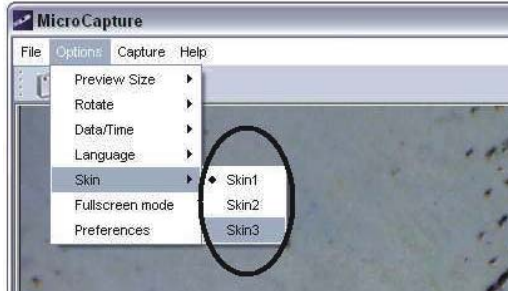 MicroCapture
File Options Capture Help
Preview Size
Rotate
Data/Time
Language
Skin
Fullscreen mode
Preferences
Skin1
Skin2
Skin3